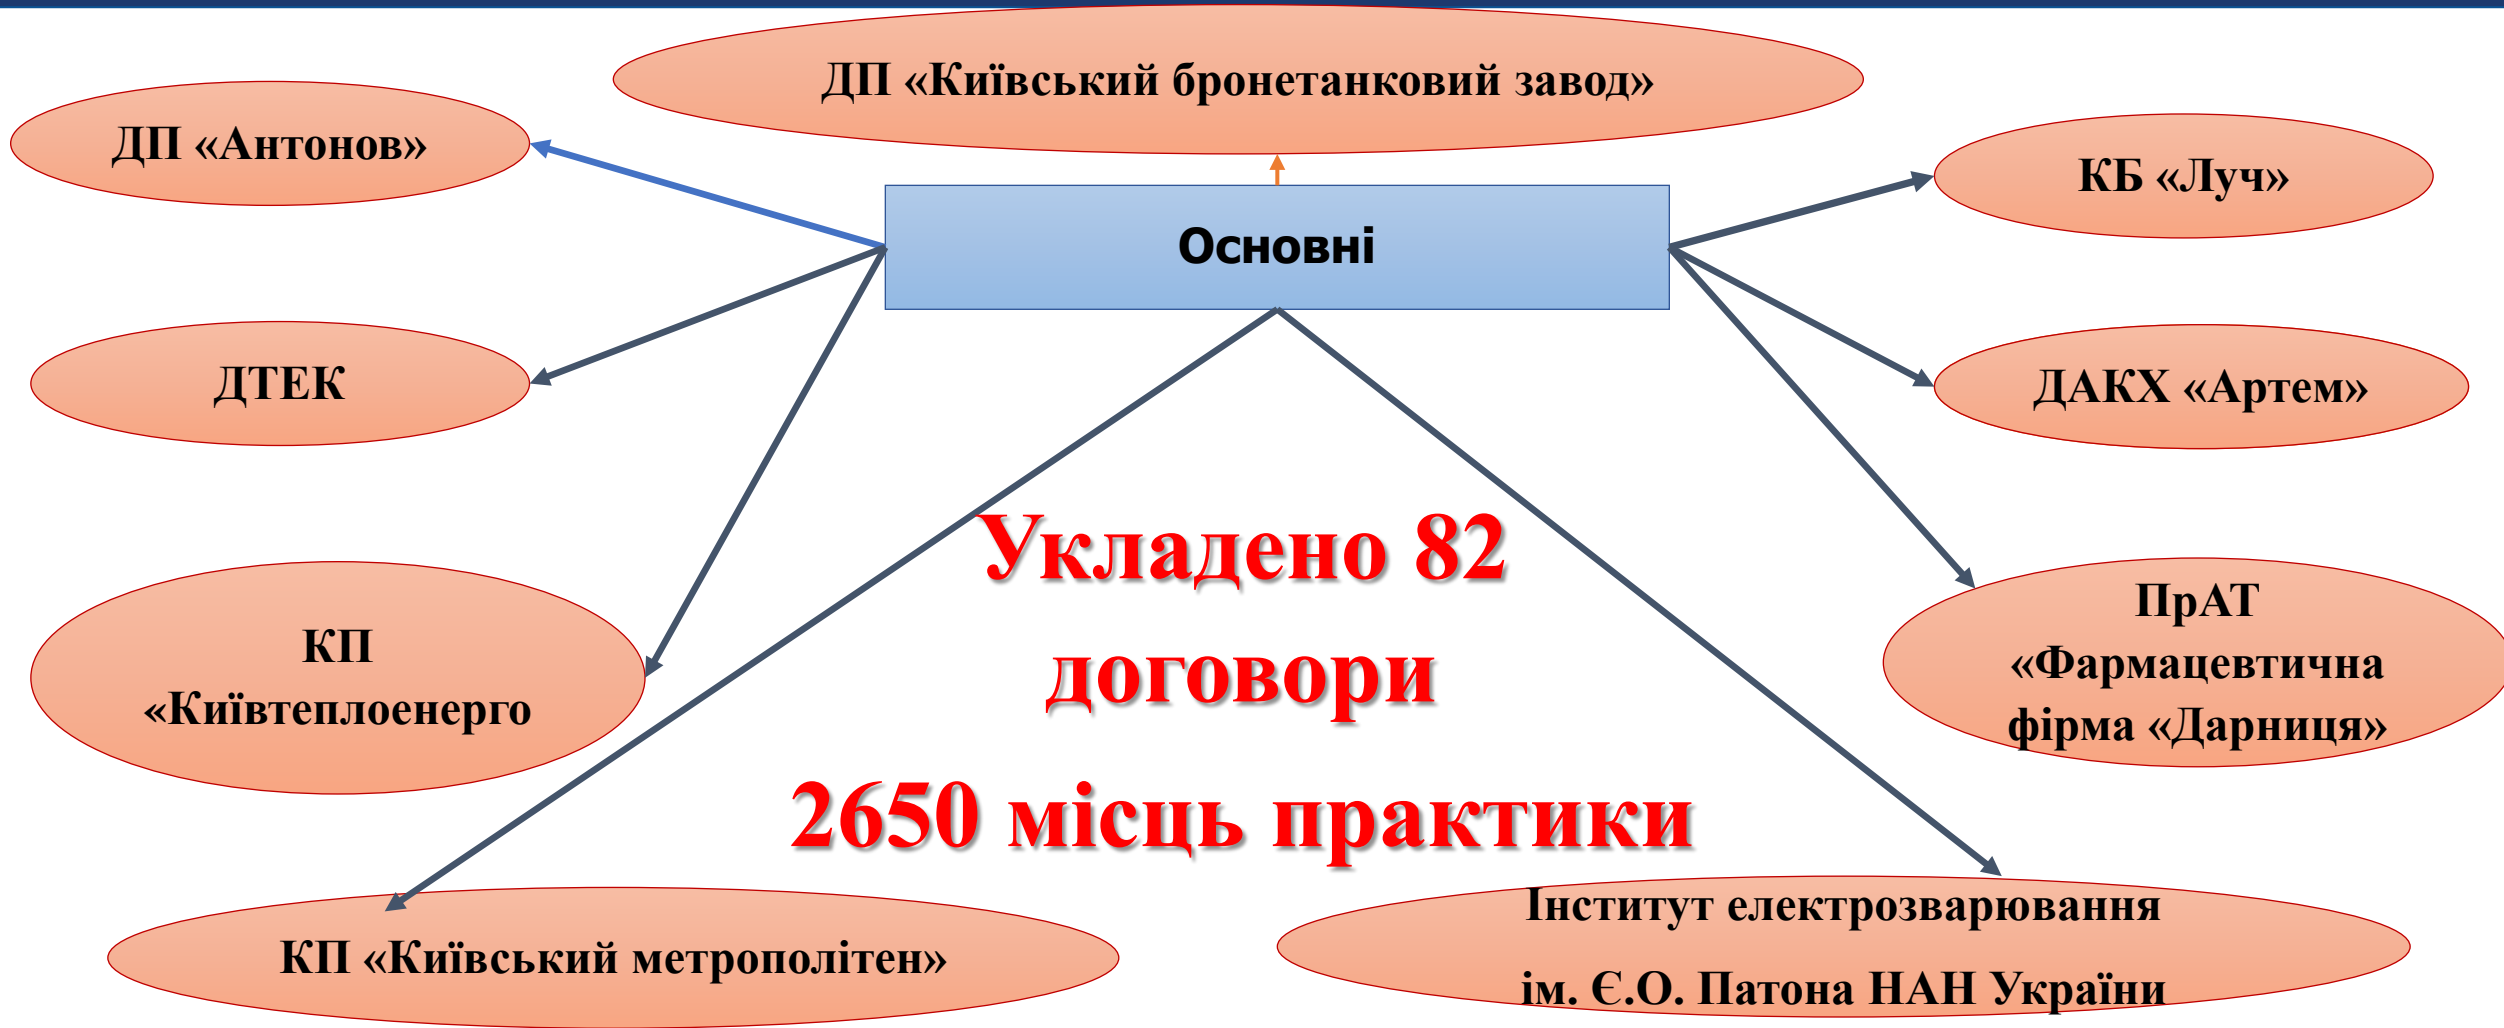 ДП «Київський бронетанковий завод»
ДП «Антонов»
КБ «Луч»
Основні
ДТЕК
ДАКХ «Артем»
Укладено 82
договори
2650 місць практики
КП
«Київтеплоенерго
ПрАТ
«Фармацевтична
фірма «Дарниця»
КП «Київський метрополітен»
Інститут електрозварювання
ім. Є.О. Патона НАН України